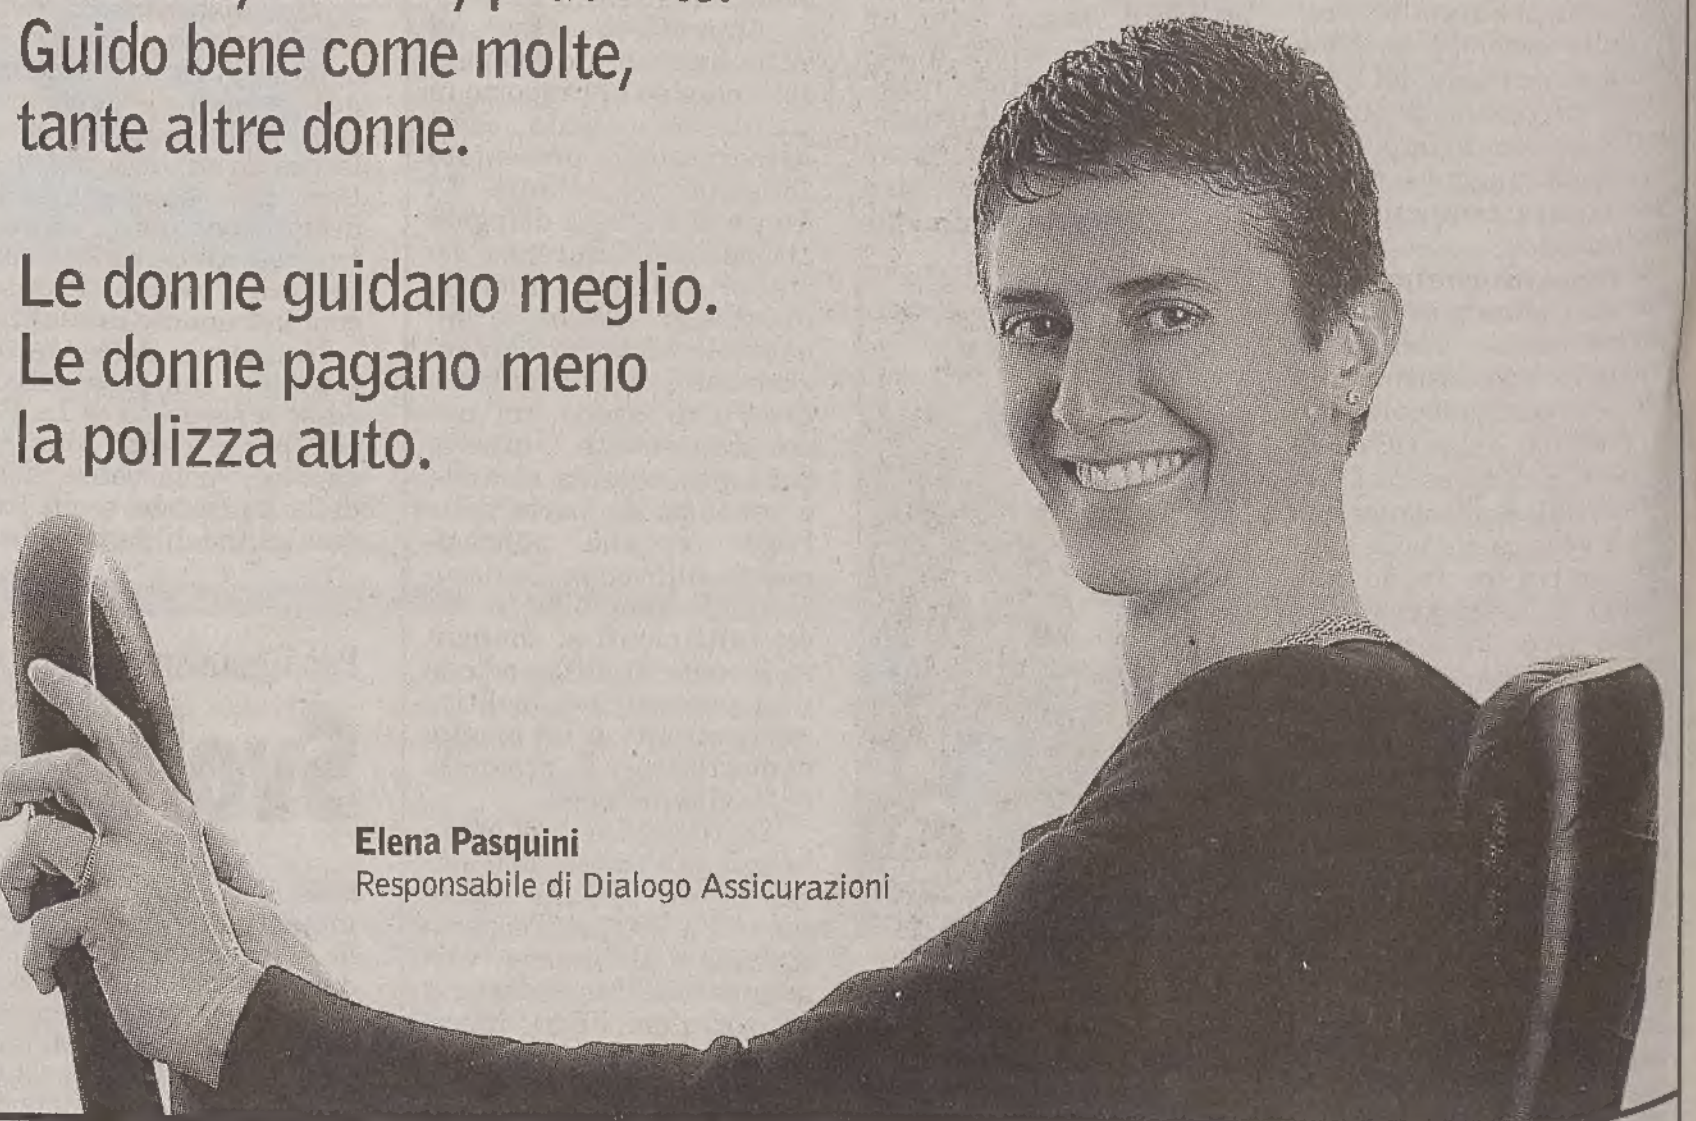 Guido bene come molte,
tante altre donne.
Le donne guidano meglio.
Le donne pagano meno
la polizza auto.
Elena Pasquini
Responsabile di Dialogo Assicurazioni